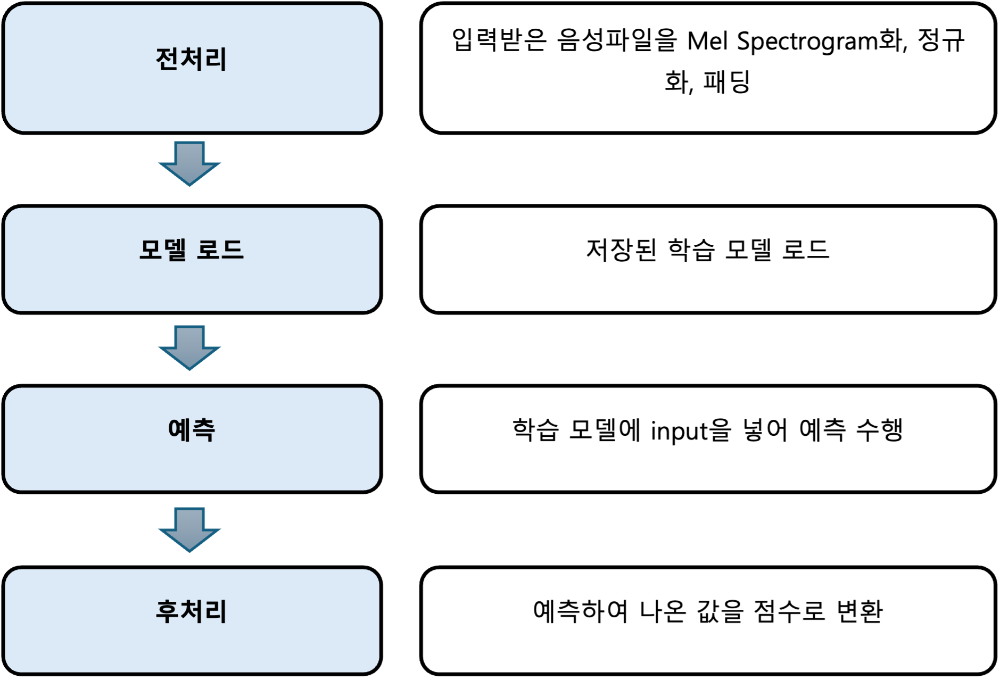 전처리
입력받은 음성파일을 Mel Spectrogram화, 정규
화, 패딩
모델 로드
저장된 학습 모델 로드
예측
학습 모델에 input을 넣어 예측 수행
후처리
예측하여 나온 값을 점수로 변환